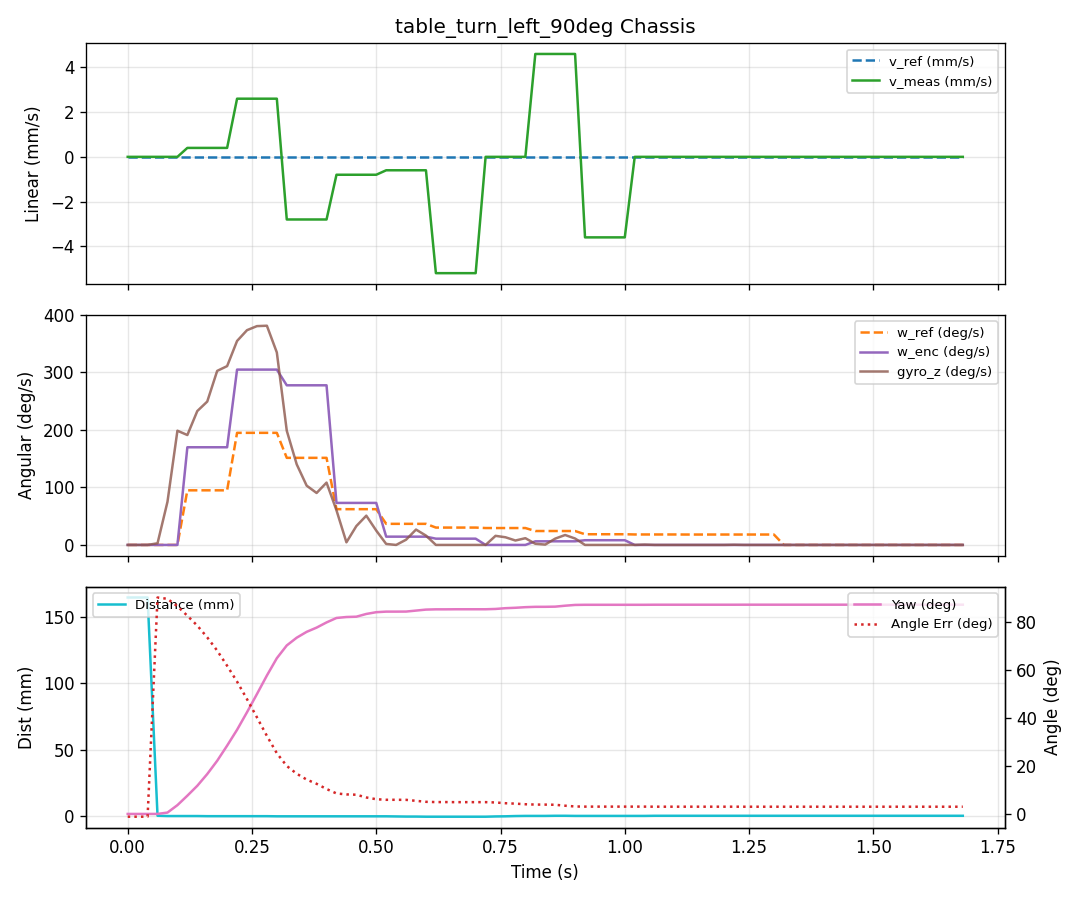 table_turn_left_90deg Chassis
v_ref (mm/s)
v_meas (mm/s)
Linear (mm/s)
4
2
0
−2
−4
w_ref (deg/s)
w_enc (deg/s)
gyro_z (deg/s)
Angular (deg/s)
400
300
200
100
0
Distance (mm)
Yaw (deg)
Angle Err (deg)
Dist (mm)
150
100
50
0
Angle (deg)
80
60
40
20
0
0.00 0.25 0.50 0.75 1.00 1.25 1.50 1.75
Time (s)